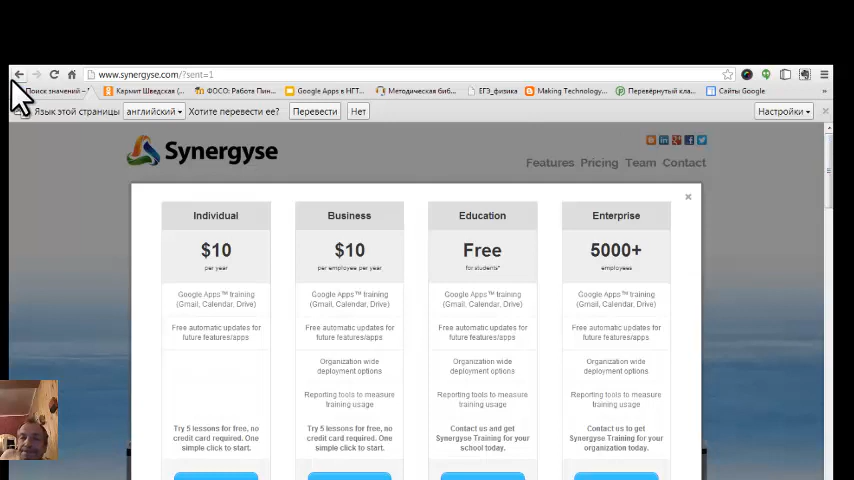 www.synergyse.com/?sent=1
Поиск значений –
Кармит Шведская (...
ФОСО: Работа Пин...
Google Apps в НГТ...
Методическая биб...
ЕГЭ_физика
Making Technology...
Перевёрнутый кла...
Сайты Google
»
Язык этой страницы английский Хотите перевести ее? Перевести Нет Настройки
Synergyse
Features Pricing Team Contact
Individual
$10
per year
Google Apps™ training
(Gmail, Calendar, Drive)
Free automatic updates for
future features/apps
Try 5 lessons for free, no
credit card required. One
simple click to start.
Business
$10
per employee per year
Google Apps™ training
(Gmail, Calendar, Drive)
Free automatic updates for
future features/apps
Organization wide
deployment options
Reporting tools to measure
training usage
Try 5 lessons for free, no
credit card required. One
simple click to start.
Education
Free
for students*
Google Apps™ training
(Gmail, Calendar, Drive)
Free automatic updates for
future features/apps
Organization wide
deployment options
Reporting tools to measure
training usage
Contact us and get
Synergyse Training for your
school today.
Enterprise
5000+
employees
Google Apps™ training
(Gmail, Calendar, Drive)
Free automatic updates for
future features/apps
Organization wide
deployment options
Reporting tools to measure
training usage
Contact us to get
Synergyse Training for your
organization today.